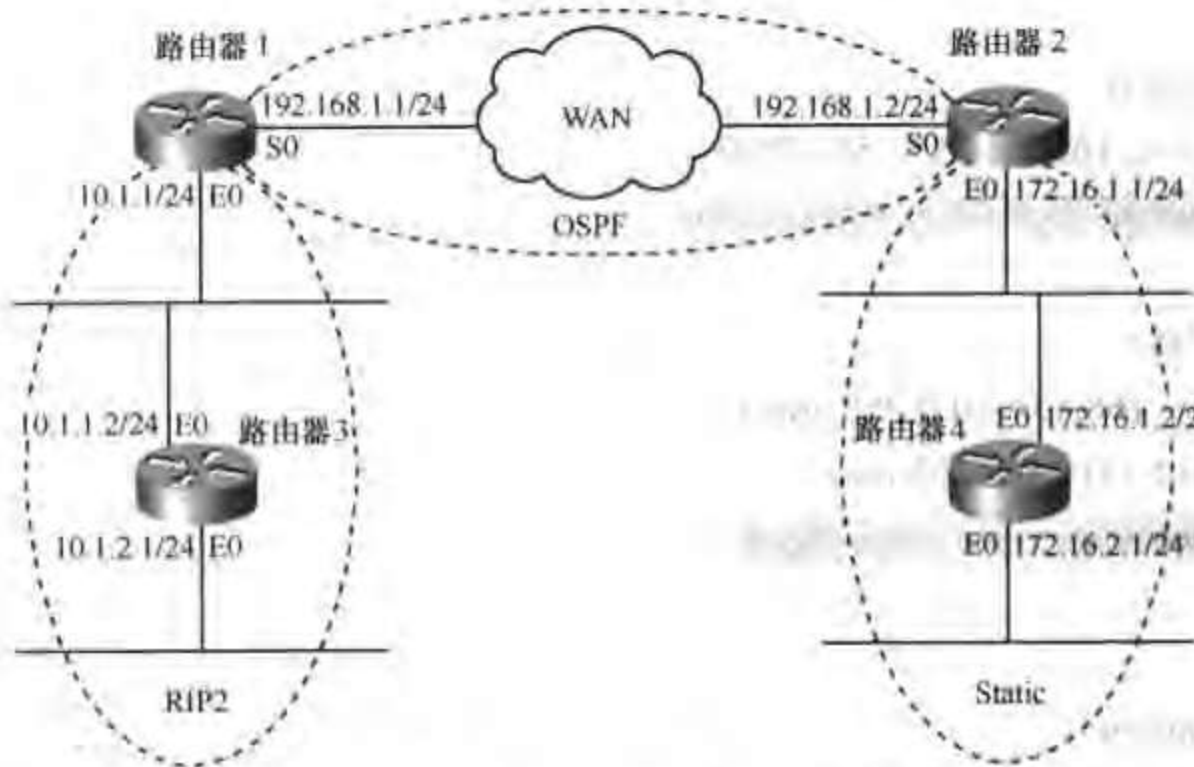 路由器 1
路由器 2
192.168.1.1/24
WAN
192.168.1.2/24
S0
S0
10.1.1/24 E0
E0 172.16.1.1/24
OSPF
10.1.1.2/24 E0
路由器3
路由器4
E0 172.16.1.2/2
10.1.2.1/24 E0
E0 172.16.2.1/24
RIP2
Static